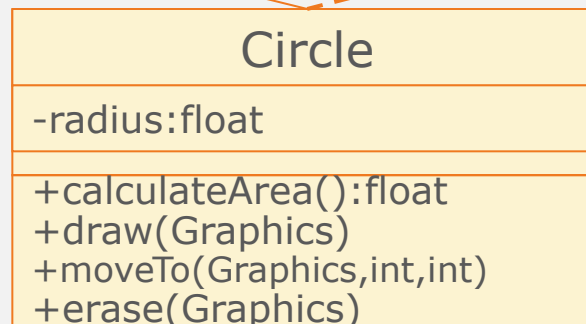 Circle
-radius:float
+calculateArea():float
+draw(Graphics)
+moveTo(Graphics,int,int)
+erase(Graphics)